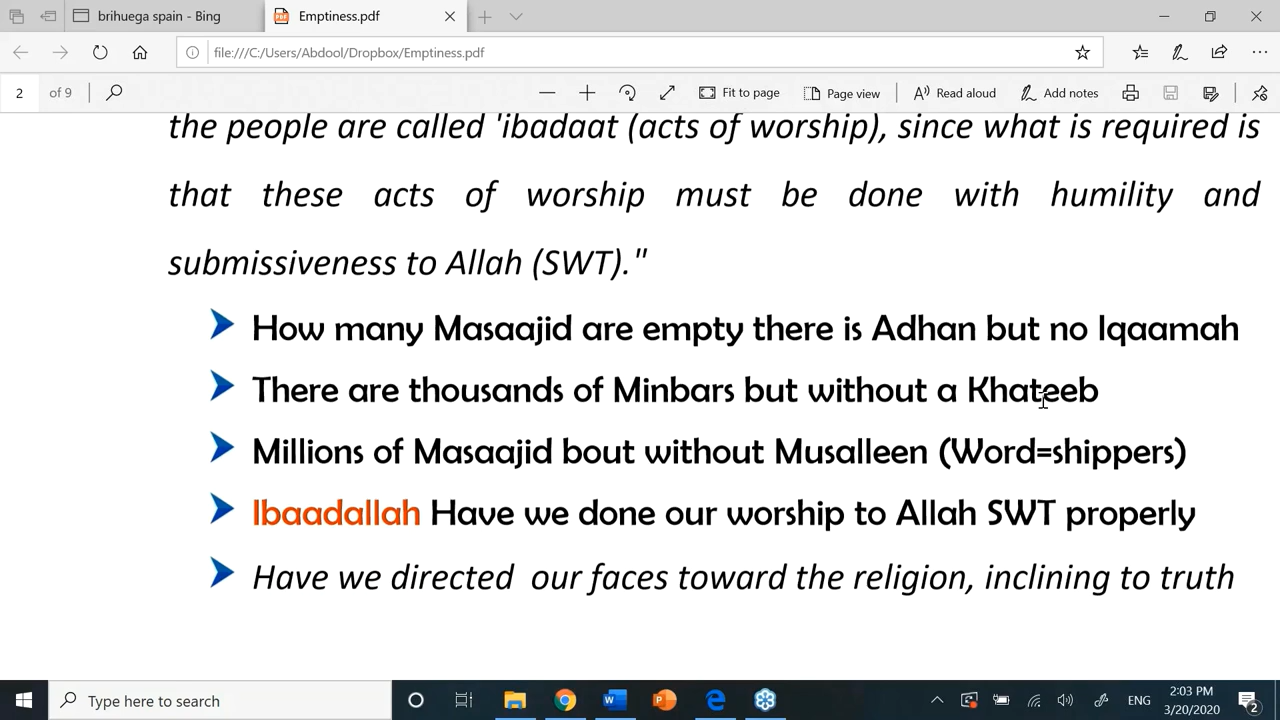 brihuega spain - Bing
Emptiness.pdf
file:///C:/Users/Abdool/Dropbox/Emptiness.pdf
2 of 9 Fit to page Page view Read aloud Add notes
the people are called 'ibadaat (acts of worship), since what is required is
that these acts of worship must be done with humility and
submissiveness to Allah (SWT)."
How many Masaajid are empty there is Adhan but no Iqaamah
There are thousands of Minbars but without a Khateeb
Millions of Masaajid bout without Musalleen (Word=shippers)
Ibaadallah Have we done our worship to Allah SWT properly
Have we directed our faces toward the religion, inclining to truth
Type here to search
ENG
2:03 PM
3/20/2020
2